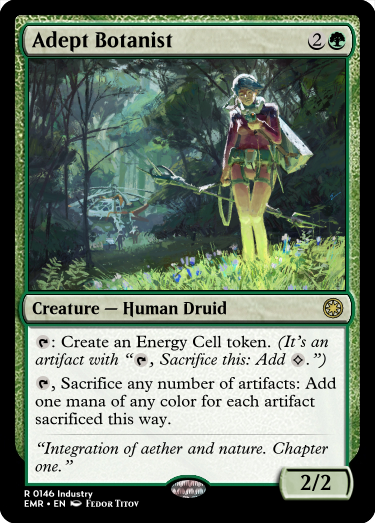 Adept Botanist 2
Creature — Human Druid
: Create an Energy Cell token. (It's an
artifact with “, Sacrifice this: Add .”)
, Sacrifice any number of artifacts: Add
one mana of any color for each artifact
sacrificed this way.
“Integration of aether and nature. Chapter
one.”
2/2
R 0146 Industry
EMR • EN Fedor Titov